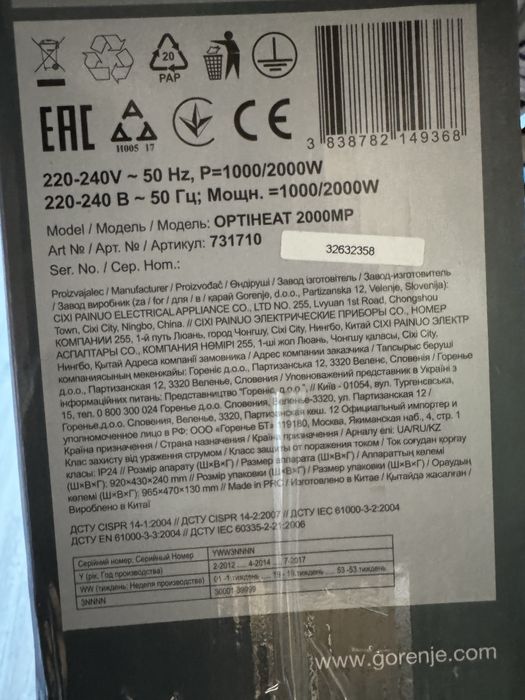 20
PAP
EAC
H005 17
CE
3 838782 149368
220-240V ~ 50 Hz, P=1000/2000W
220-240 В ~ 50 Гц; Мощн. =1000/2000W
Model / Модель / Модель: OPTIHEAT 2000MP
Art № / Арт. № / Артикул: 731710
32632358
Ser. No. / Сер. Ном.:
Proizvajalec / Manufacturer / Proizvođač / Өндіруші / Завод ізготовітель / Завод-изготовитель
/ Завод виробник (za / for / для / в / қарай Gorenje, d.o.o., Partizanska 12, Velenje, Slovenija):
CIXI PAINUO ELECTRICAL APPLIANCE CO., LTD NO. 255, Lvyuan 1st Road, Chongshou
Town, Cixi City, Ningbo, China. // CIXI PAINUO ЭЛЕКТРИЧЕСКИЕ ПРИБОРЫ СО., НОМЕР
КОМПАНИИ 255, 1-й путь Люань, город Чонгшу, Cixi City, Нингбо, Китай CIXI PAINUO ЭЛЕКТР
АСПАПТАРЫ СО., КОМПАНИЯ НӨМІРІ 255, 1-ші жол Люань, Чонгшу қаласы, Cixi City,
Нингбо, Қытай Адреса компанії замовника / Адрес компании заказчика / Тапсырыс беруші
компаниясының мекенжайы: Горенє d.o.o., Партизанська 12, 3320 Веленє, Словенія / Горенье
д.о.о, Партизанская 12, 3320 Веленье, Словения / Уповноважений представник в Україні з
інформаційних питань: Представництво "Горенє д.о.о.", // Київ - 01054, вул. Тургенєвська,
15, тел. 0 800 300 024 Горенье д.о.о. Словения, Веленье-3320, ул. Партизанская 12 /
Горенье.д.о.о. Словения, Веленье, 3320, Партизанская кеш. 12 Официальный импортер и
уполномоченное лицо в РФ: ООО «Горенье БТ» 119180, Москва, Якиманская наб., 4, стр. 1
Країна призначення / Страна назначения / Країна призначення / Арналу елі: UA/RU/KZ
Клас захисту від ураження струмом / Класс защиты от поражения током / Ток соғудан қорғау
класы: IP24 // Розмір апарату (Ш×В×Г) / Размер аппарата (Ш×В×Г) / Аппараттың көлемі
(Ш×В×Г): 920×430×240 mm / Розмір упаковки (Ш×В×Г) / Размер упаковки (Ш×В×Г) / Ораудың
көлемі (Ш×В×Г): 965×470×130 mm // Made in PRC / Изготовлено в Китае / Қытайда жасалған /
Вироблено в Китаї
ДСТУ CISPR 14-1:2004 // ДСТУ CISPR 14-2:2007 // ДСТУ IEC 61000-3-2:2004
ДСТУ EN 61000-3-3:2004 // ДСТУ IEC 60335-2-21:2006
Серійний номер. Серийный Номер YWW3NNNN
Y (рік, Год производства) 2-2012 ..... 4-2014 ..... 7-2017
WW (тиждень: Неделя производства) 01 -1.тиждень ..... 19 - 19.тиждень ..... 53 -53.тиждень
3NNNN 30001-39999
www.gorenje.com